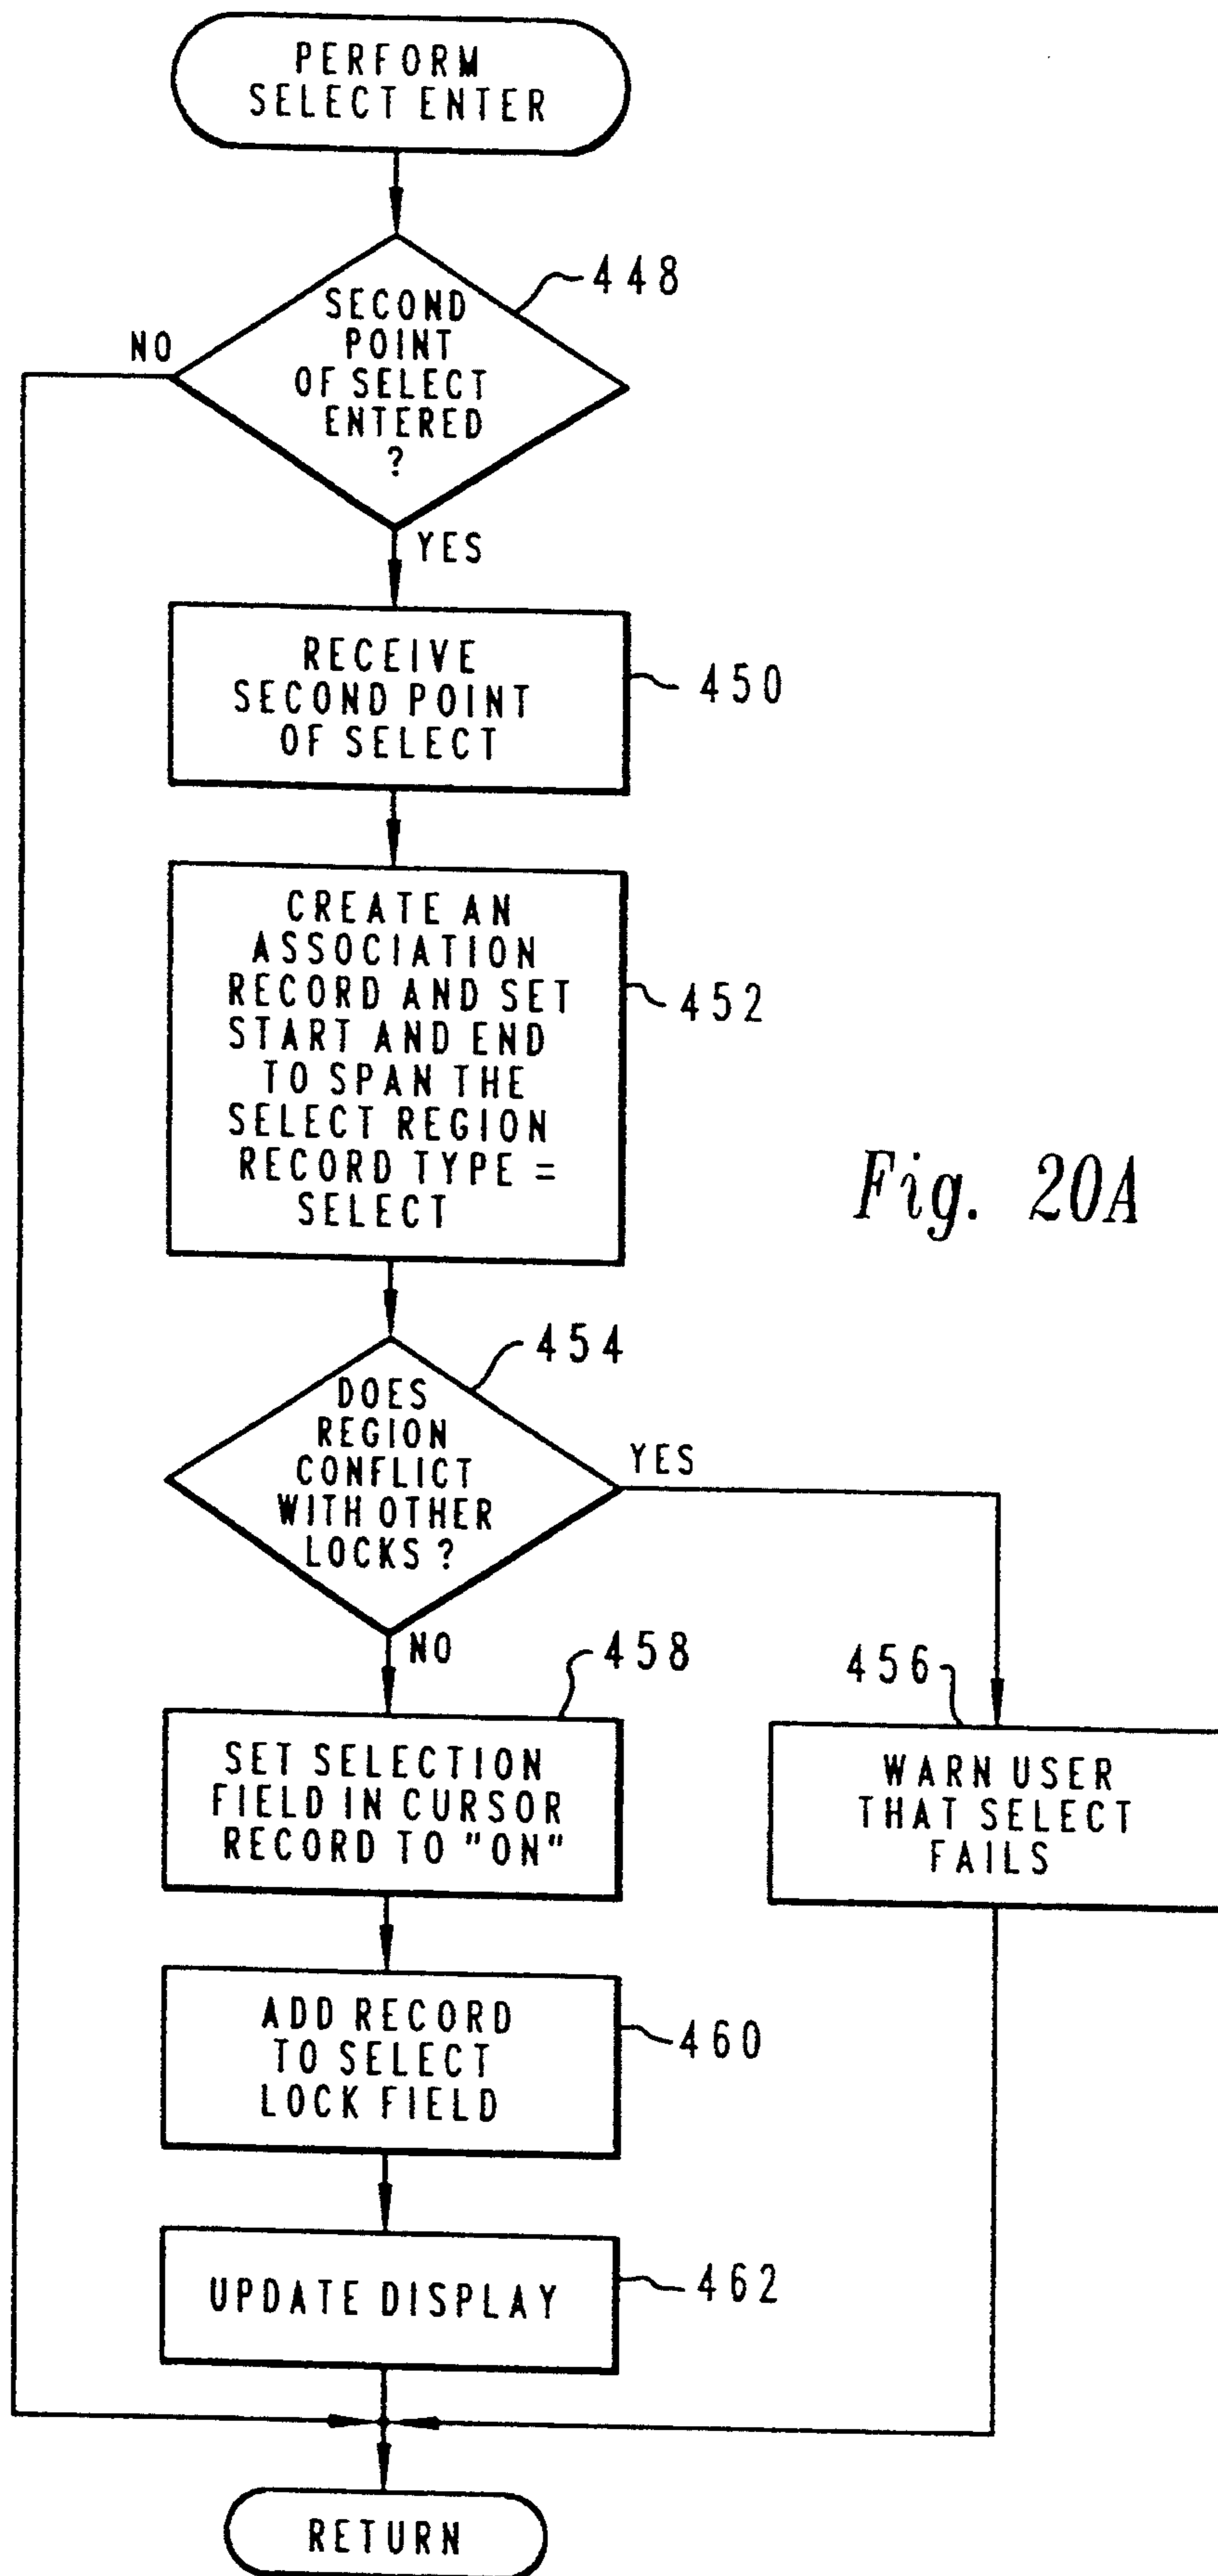 PERFORM
SELECT ENTER
448
SECOND
POINT
OF SELECT
ENTERED
?
NO
YES
RECEIVE
SECOND POINT
OF SELECT
450
CREATE AN
ASSOCIATION
RECORD AND SET
START AND END
TO SPAN THE
SELECT REGION
RECORD TYPE =
SELECT
452
Fig. 20A
454
DOES
REGION
CONFLICT
WITH OTHER
LOCKS ?
YES
NO
458
SET SELECTION
FIELD IN CURSOR
RECORD TO "ON"
456
WARN USER
THAT SELECT
FAILS
ADD RECORD
TO SELECT
LOCK FIELD
460
UPDATE DISPLAY
462
RETURN